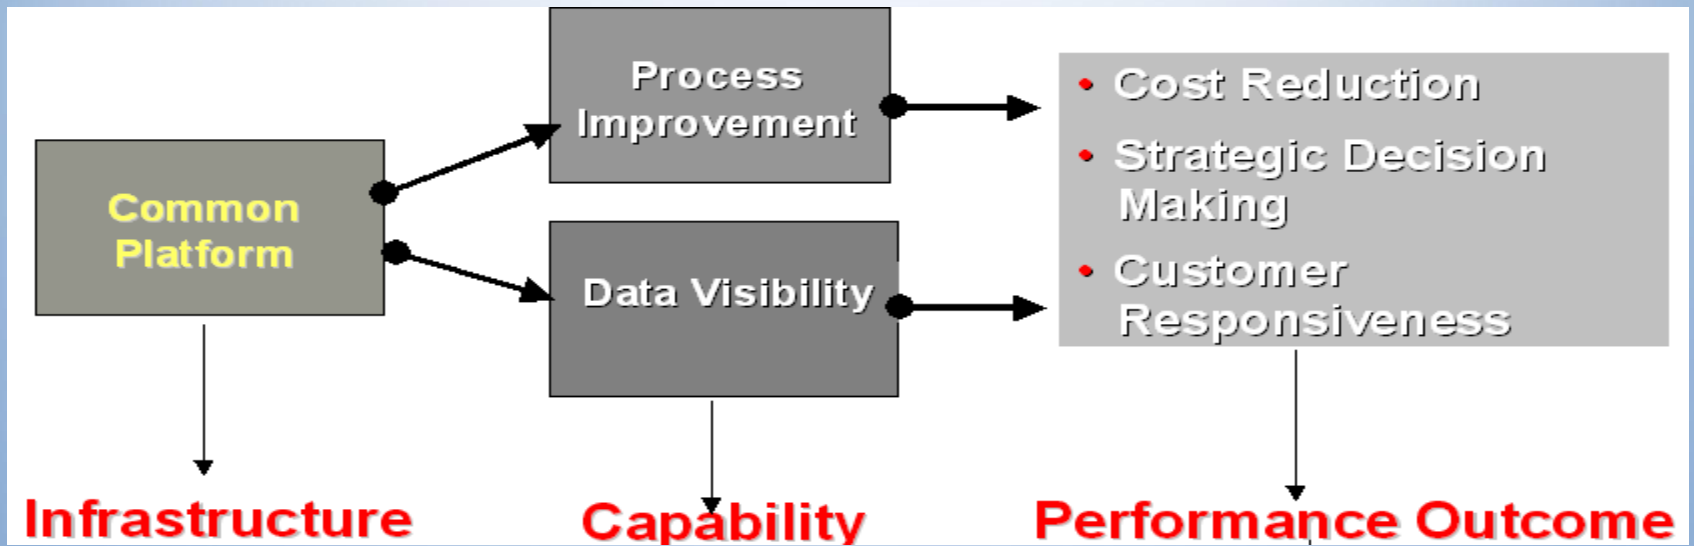 Common
Platform
Process
Improvement
Data Visibility
• Cost Reduction
• Strategic Decision
Making
• Customer
Responsiveness
Infrastructure
Capability
Performance Outcome